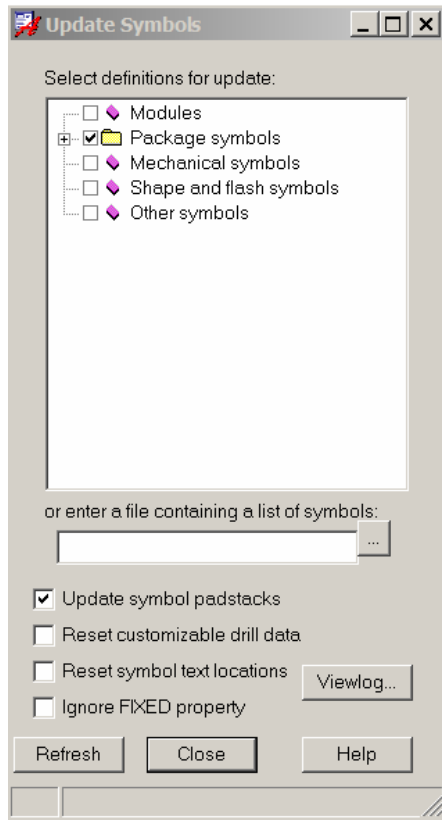 Update Symbols
Select definitions for update:
Modules
Package symbols
Mechanical symbols
Shape and flash symbols
Other symbols
or enter a file containing a list of symbols:
...
Update symbol padstacks
Reset customizable drill data
Reset symbol text locations
Viewlog...
Ignore FIXED property
Refresh Close Help